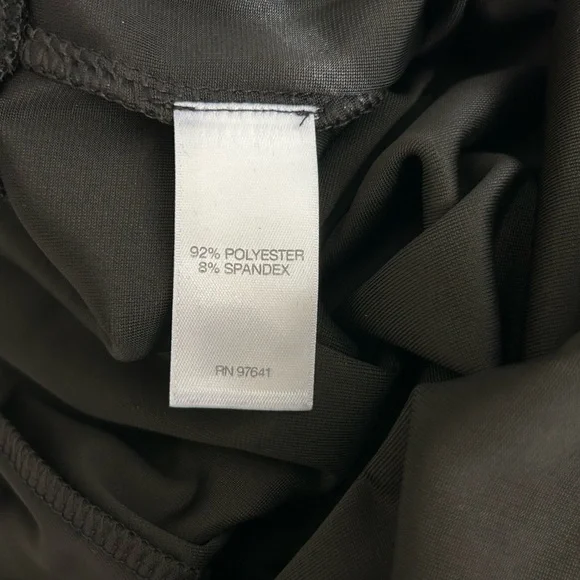 92% POLYESTER
8% SPANDEX
RN 97641